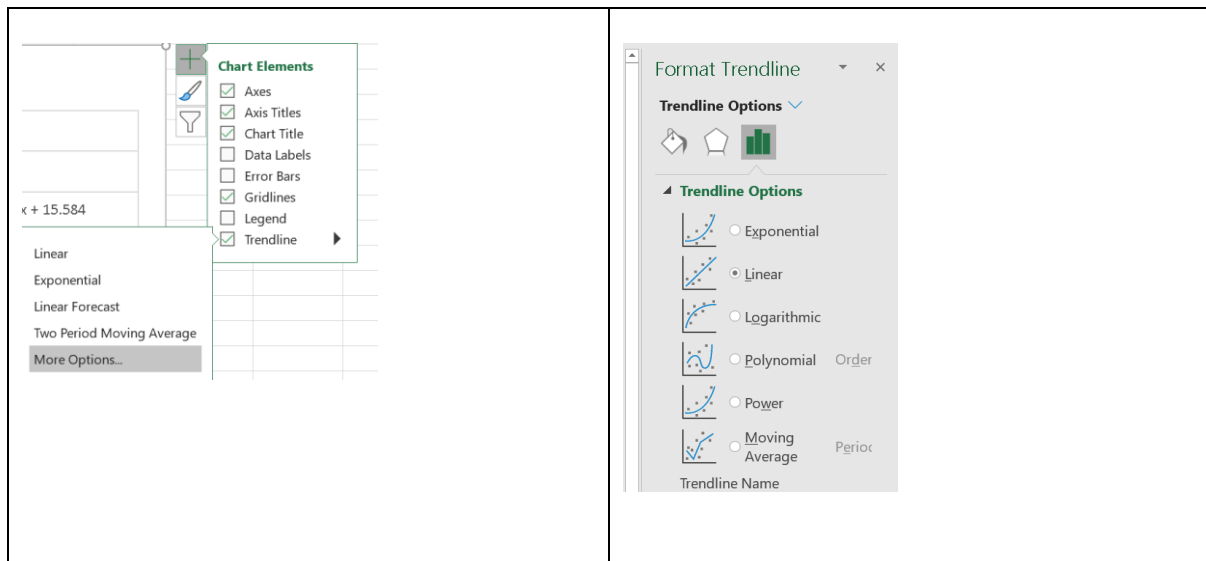 Chart Elements
Axes
Axis Titles
Chart Title
Data Labels
Error Bars
Gridlines
Legend
Trendline
x + 15.584
Linear
Exponential
Linear Forecast
Two Period Moving Average
More Options...
Format Trendline
Trendline Options
Trendline Options
Exponential
Linear
Logarithmic
Polynomial Order
Power
Moving
Average
Perioc
Trendline Name